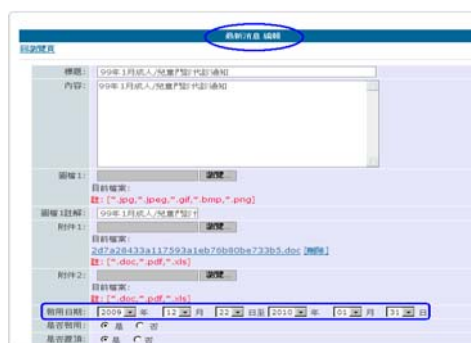 最新消息 編輯
回瀏覽頁
標題: 99年1月成人/兒童門診代診通知
內容: 99年1月成人/兒童門診代診通知
圖檔1: 瀏覽...
目前檔案:
註: [*.jpg,*.jpeg,*.gif,*.bmp,*.png]
圖檔1註解: 99年1月成人/兒童門診
附件1: 瀏覽...
目前檔案:
2d7a28433a117593a1eb76b80be733b5.doc [刪除]
註: [*.doc,*.pdf,*.xls]
附件2: 瀏覽...
目前檔案:
註: [*.doc,*.pdf,*.xls]
刊用日期: 2009 年 12 月 22 日至 2010 年 01 月 31 日
是否刊用: 是 否
是否置頂: 是 否